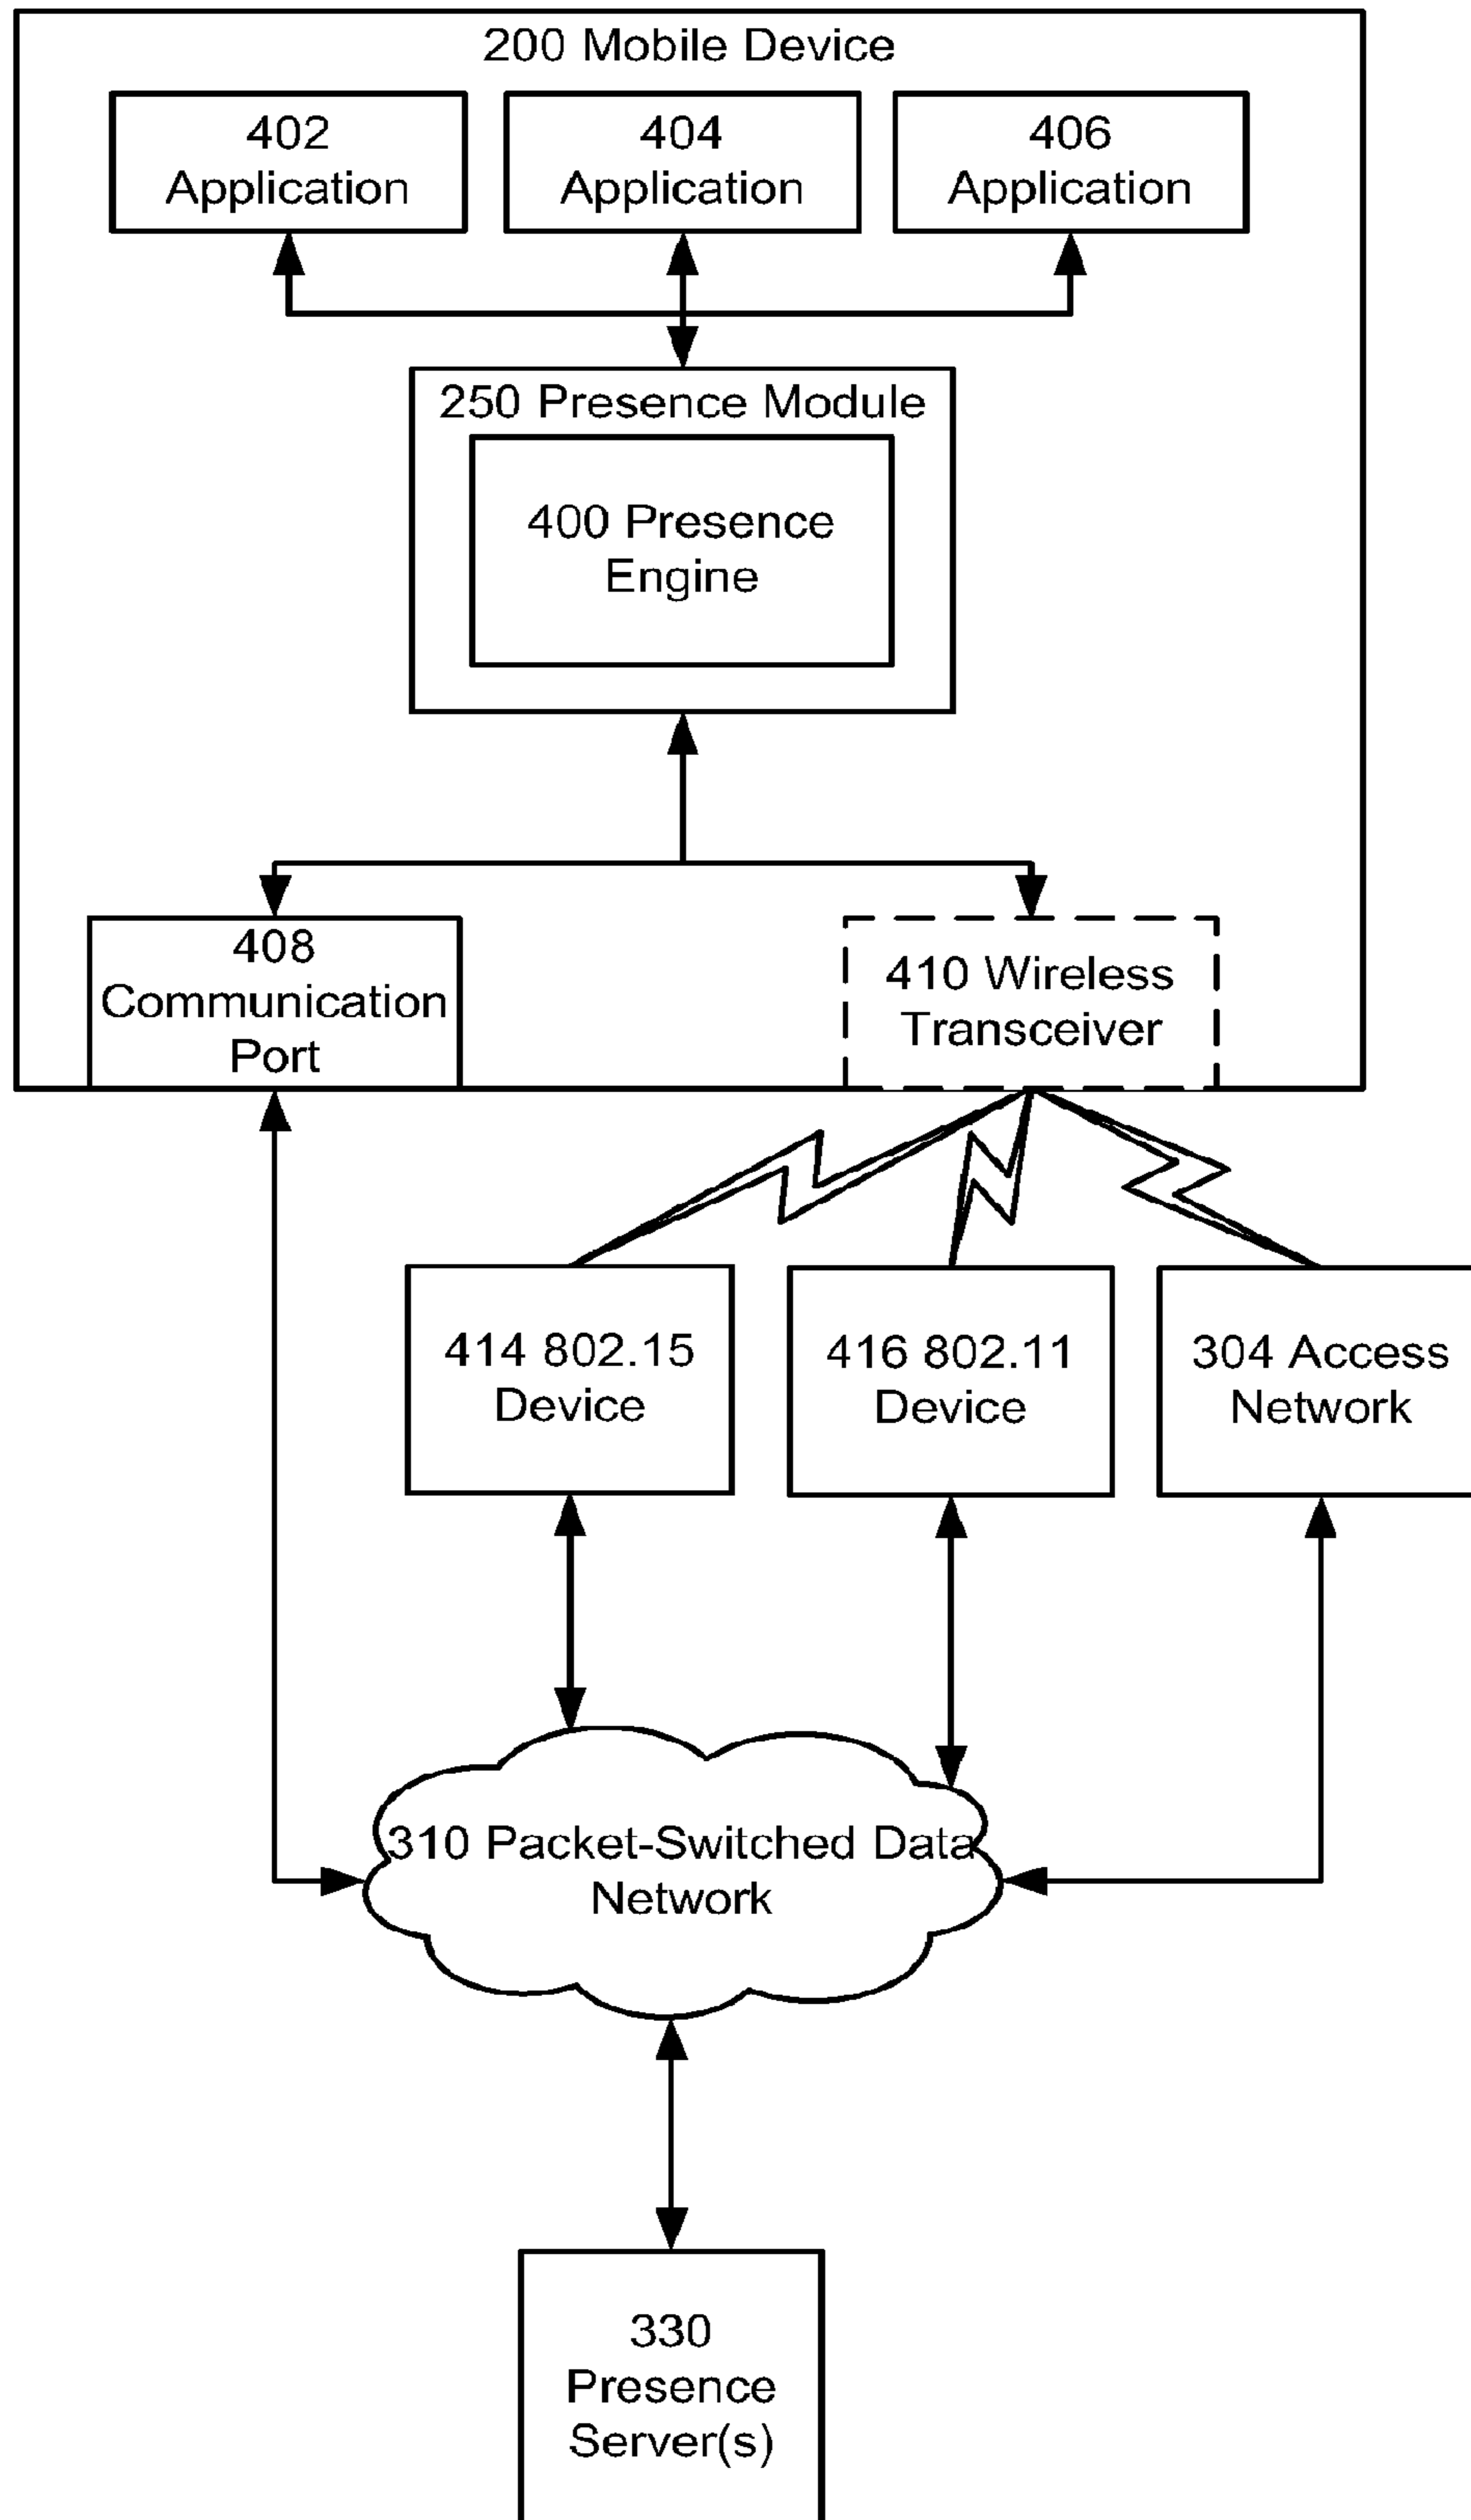 200 Mobile Device
402
Application
404
Application
406
Application
250 Presence Module
400 Presence
Engine
408
Communication
Port
410 Wireless
Transceiver
414 802.15
Device
416 802.11
Device
304 Access
Network
310 Packet-Switched Data
Network
330
Presence
Server(s)